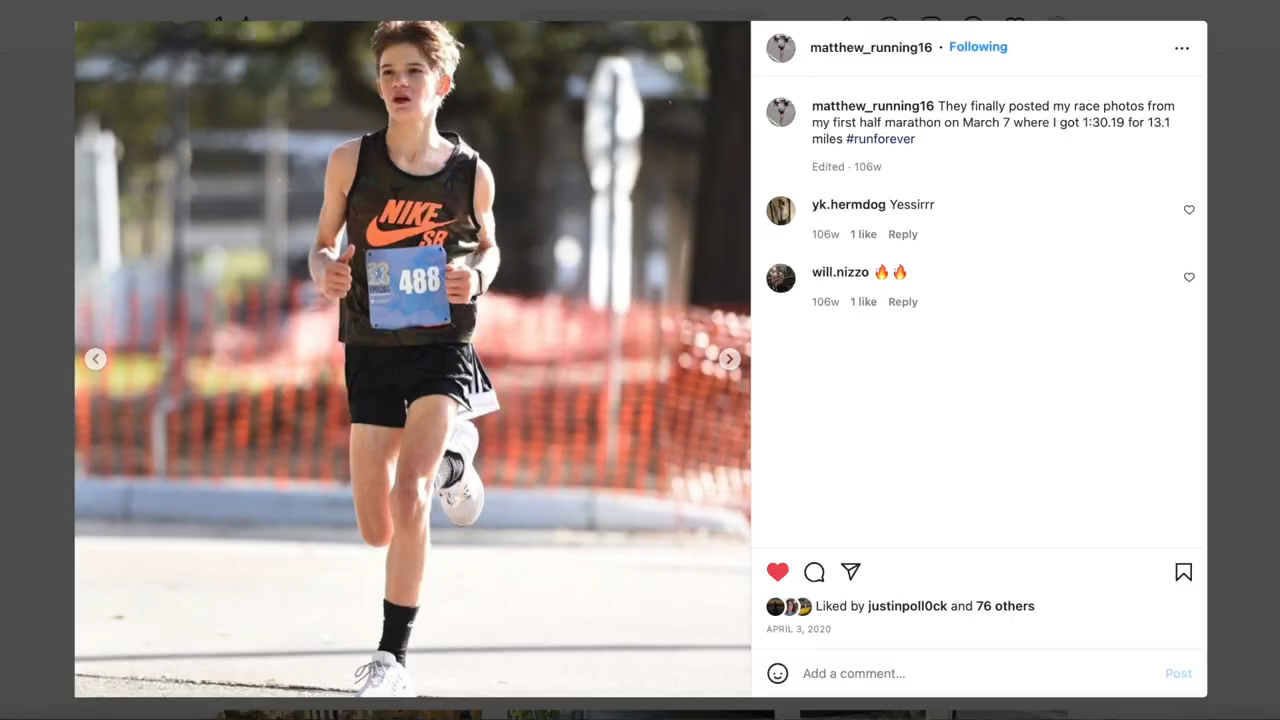 NIKE
SB
488
matthew_running16 • Following
matthew_running16 They finally posted my race photos from
my first half marathon on March 7 where I got 1:30.19 for 13.1
miles #runforever
Edited · 106w
yk.hermdog Yessirrr
106w 1 like Reply
will.nizzo 🔥🔥
106w 1 like Reply
Liked by justinpoll0ck and 76 others
APRIL 3, 2020
Add a comment...
Post